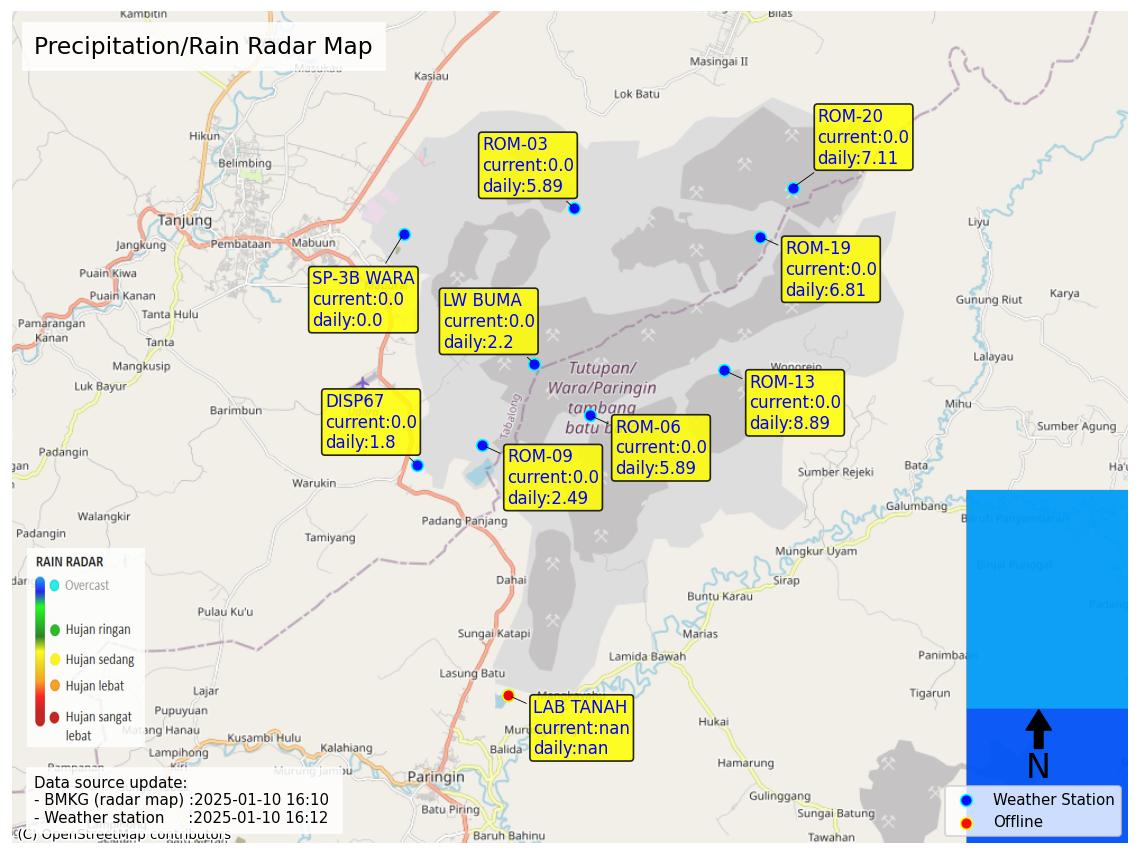 Kambitin
Bilas
Precipitation/Rain Radar Map
Masukau
Kasiau
Masingai II
Lok Batu
ROM-20
current:0.0
daily:7.11
Hikun
ROM-03
current:0.0
daily:5.89
Belimbing
Tanjung
Liyu
Jangkung
Pembataan
Mabuun
ROM-19
current:0.0
daily:6.81
Puain Kiwa
SP-3B WARA
current:0.0
daily:0.0
Puain Kanan
LW BUMA
current:0.0
daily:2.2
Gunung Riut
Karya
Tanta Hulu
Pamarangan
Kanan
Tanta
Lalayau
Mangkusip
Tutupan/
Wara/Paringin
tambang
batu b
Wonorejo
ROM-13
current:0.0
daily:8.89
Luk Bayur
Barimbun
DISP67
current:0.0
daily:1.8
Tabalong
Mihu
ROM-06
current:0.0
daily:5.89
Sumber Agung
Padangin
ROM-09
current:0.0
daily:2.49
gan
Bata
Ha'u
Sumber Rejeki
Warukin
Galumbang
Walangkir
Padang Panjang
Baruh Panyambaran
Padangin
Tamiyang
Mungkur Uyam
Binjai Punggal
RAIN RADAR
Overcast
Hujan ringan
Hujan sedang
Hujan lebat
Hujan sangat
lebat
Dahai
Sirap
Buntu Karau
Padang
Pulau Ku'u
Sungai Katapi
Marias
Lamida Bawah
Panimbaan
Lasung Batu
Lajar
Tigarun
Pupuyuan
LAB TANAH
current:nan
daily:nan
Matang Hanau
Kusambi Hulu
Hukai
Lampihong
Kalahiang
Balida
Hamarung
N
Murung Jambu
Paringin
Data source update:
- BMKG (radar map) :2025-01-10 16:10
- Weather station :2025-01-10 16:12
Gulinggang
Weather Station
Offline
Batu Piring
Sungai Batung
(C) OpenStreetMap contributors
Baruh Bahinu
Tawahan